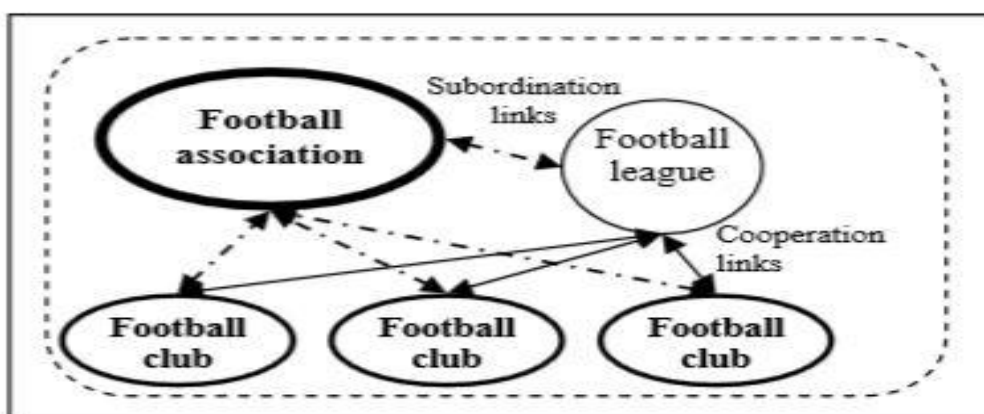 Subordination
links
Football
association
Football
league
Cooperation
links
Football
club
Football
club
Football
club